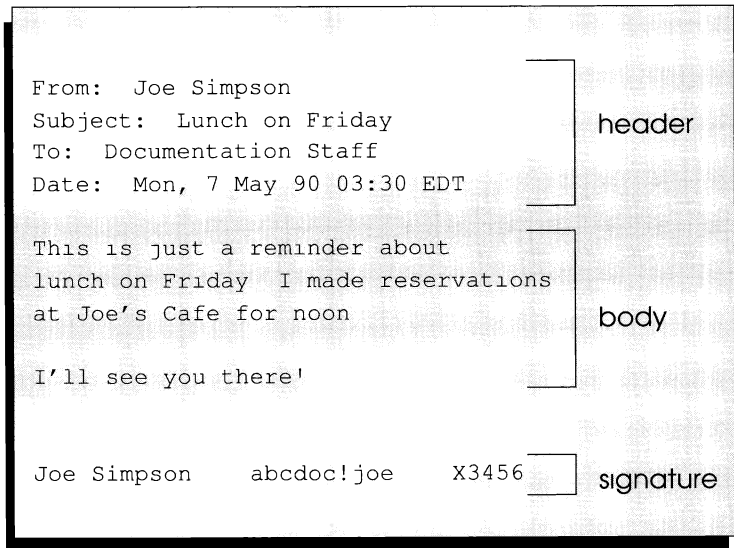 From: Joe Simpson
Subject: Lunch on Friday
To: Documentation Staff
Date: Mon, 7 May 90 03:30 EDT
header
This is just a reminder about
lunch on Friday I made reservations
at Joe's Cafe for noon
I'll see you there'
body
Joe Simpson abcdoc!joe X3456
signature